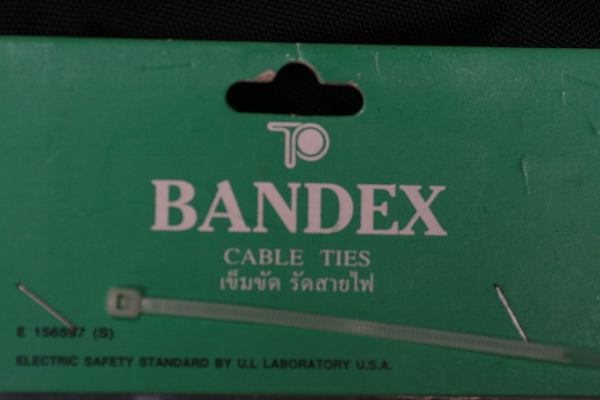 BANDEX
CABLE TIES
เข็มขัด รัดสายไฟ
E 156597 (S)
ELECTRIC SAFETY STANDARD BY U.L LABORATORY U.S.A.